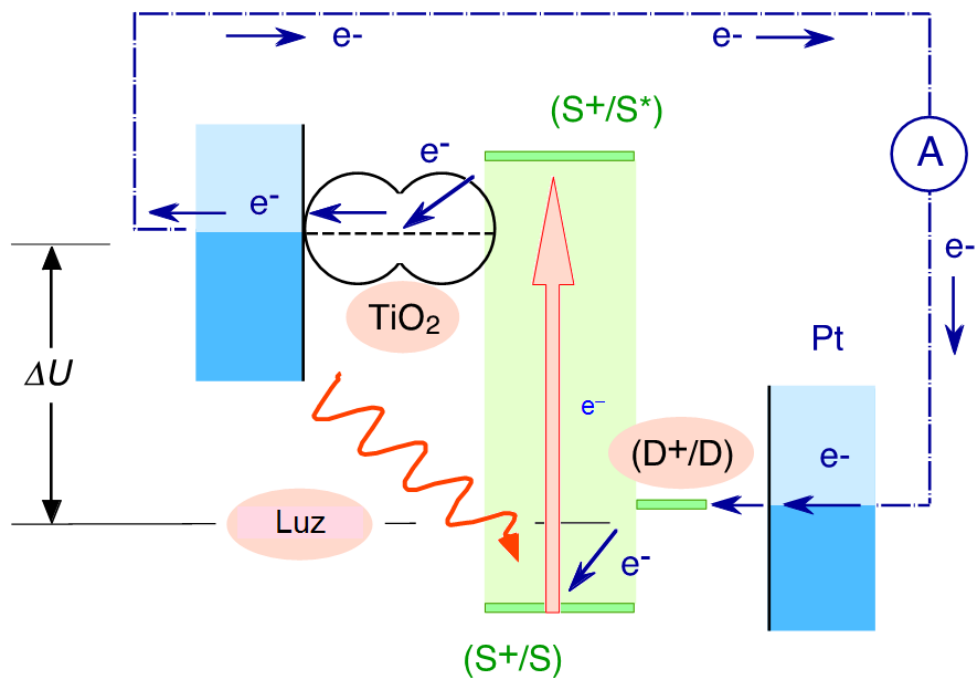 e- e-
(S+/S*)
e-
A
e-
e-
TiO₂
Pt
ΔU
e–
(D+/D)
e-
Luz
e-
(S+/S)